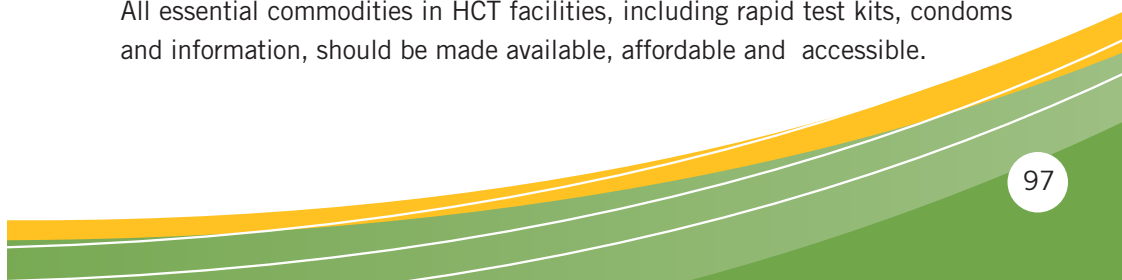 All essential commodities in HCT facilities, including rapid test kits, condoms
and information, should be made available, affordable and accessible.
97